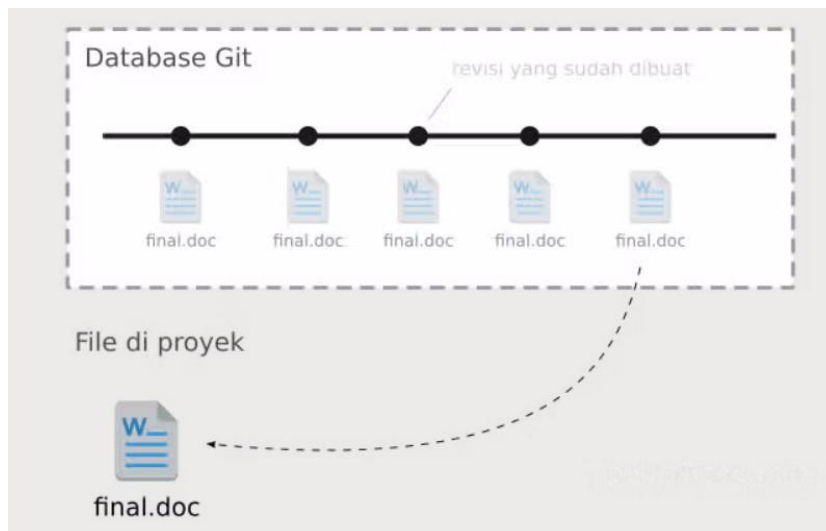 Database Git
revisi yang sudah dibuat
W
W
W
W
W
final.doc
final.doc
final.doc
final.doc
final.doc
File di proyek
W
final.doc